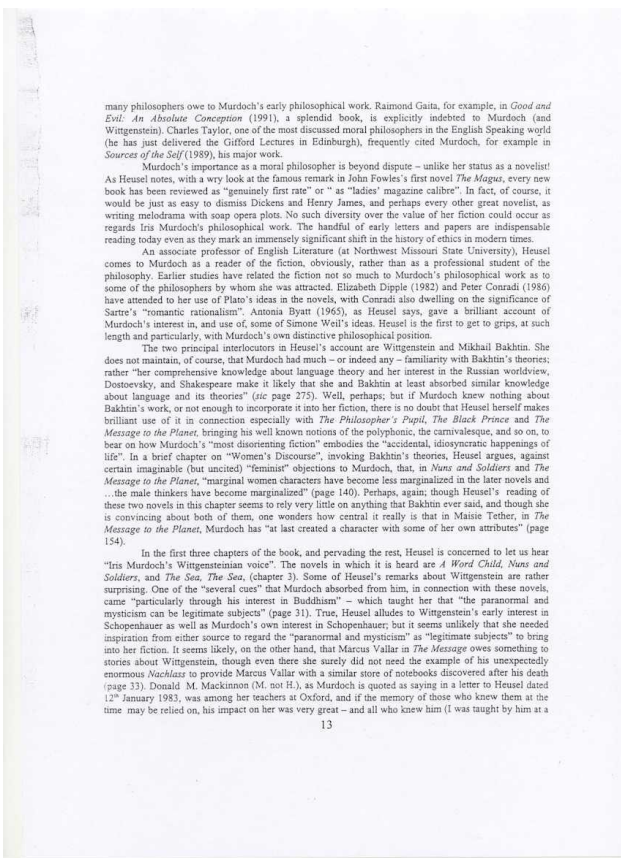 many philosophers owe to Murdoch's early philosophical work. Raimond Gaita, for example, in Good and
Evil: An Absolute Conception (1991), a splendid book, is explicitly indebted to Murdoch (and
Wittgenstein). Charles Taylor, one of the most discussed moral philosophers in the English Speaking world
(he has just delivered the Gifford Lectures in Edinburgh), frequently cited Murdoch, for example in
Sources of the Self (1989), his major work.
Murdoch's importance as a moral philosopher is beyond dispute – unlike her status as a novelist!
As Heusel notes, with a wry look at the famous remark in John Fowles's first novel The Magus, every new
book has been reviewed as "genuinely first rate" or " as "ladies' magazine calibre". In fact, of course, it
would be just as easy to dismiss Dickens and Henry James, and perhaps every other great novelist, as
writing melodrama with soap opera plots. No such diversity over the value of her fiction could occur as
regards Iris Murdoch's philosophical work. The handful of early letters and papers are indispensable
reading today even as they mark an immensely significant shift in the history of ethics in modern times.
An associate professor of English Literature (at Northwest Missouri State University), Heusel
comes to Murdoch as a reader of the fiction, obviously, rather than as a professional student of the
philosophy. Earlier studies have related the fiction not so much to Murdoch's philosophical work as to
some of the philosophers by whom she was attracted. Elizabeth Dipple (1982) and Peter Conradi (1986)
have attended to her use of Plato's ideas in the novels, with Conradi also dwelling on the significance of
Sartre's "romantic rationalism". Antonia Byatt (1965), as Heusel says, gave a brilliant account of
Murdoch's interest in, and use of, some of Simone Weil's ideas. Heusel is the first to get to grips, at such
length and particularly, with Murdoch's own distinctive philosophical position.
The two principal interlocutors in Heusel's account are Wittgenstein and Mikhail Bakhtin. She
does not maintain, of course, that Murdoch had much – or indeed any – familiarity with Bakhtin's theories;
rather "her comprehensive knowledge about language theory and her interest in the Russian worldview,
Dostoevsky, and Shakespeare make it likely that she and Bakhtin at least absorbed similar knowledge
about language and its theories" (sic page 275). Well, perhaps; but if Murdoch knew nothing about
Bakhtin's work, or not enough to incorporate it into her fiction, there is no doubt that Heusel herself makes
brilliant use of it in connection especially with The Philosopher's Pupil, The Black Prince and The
Message to the Planet, bringing his well known notions of the polyphonic, the carnivalesque, and so on, to
bear on how Murdoch's "most disorienting fiction" embodies the "accidental, idiosyncratic happenings of
life". In a brief chapter on "Women's Discourse", invoking Bakhtin's theories, Heusel argues, against
certain imaginable (but uncited) "feminist" objections to Murdoch, that, in Nuns and Soldiers and The
Message to the Planet, "marginal women characters have become less marginalized in the later novels and
…the male thinkers have become marginalized" (page 140). Perhaps, again; though Heusel's reading of
these two novels in this chapter seems to rely very little on anything that Bakhtin ever said, and though she
is convincing about both of them, one wonders how central it really is that in Maisie Tether, in The
Message to the Planet, Murdoch has "at last created a character with some of her own attributes" (page
154).
In the first three chapters of the book, and pervading the rest, Heusel is concerned to let us hear
"Iris Murdoch's Wittgensteinian voice". The novels in which it is heard are A Word Child, Nuns and
Soldiers, and The Sea, The Sea, (chapter 3). Some of Heusel's remarks about Wittgenstein are rather
surprising. One of the "several cues" that Murdoch absorbed from him, in connection with these novels,
came "particularly through his interest in Buddhism" – which taught her that "the paranormal and
mysticism can be legitimate subjects" (page 31). True, Heusel alludes to Wittgenstein's early interest in
Schopenhauer as well as Murdoch's own interest in Schopenhauer; but it seems unlikely that she needed
inspiration from either source to regard the "paranormal and mysticism" as "legitimate subjects" to bring
into her fiction. It seems likely, on the other hand, that Marcus Vallar in The Message owes something to
stories about Wittgenstein, though even there she surely did not need the example of his unexpectedly
enormous Nachlass to provide Marcus Vallar with a similar store of notebooks discovered after his death
(page 33). Donald M. Mackinnon (M. not H.), as Murdoch is quoted as saying in a letter to Heusel dated
12th January 1983, was among her teachers at Oxford, and if the memory of those who knew them at the
time may be relied on, his impact on her was very great – and all who knew him (I was taught by him at a
13